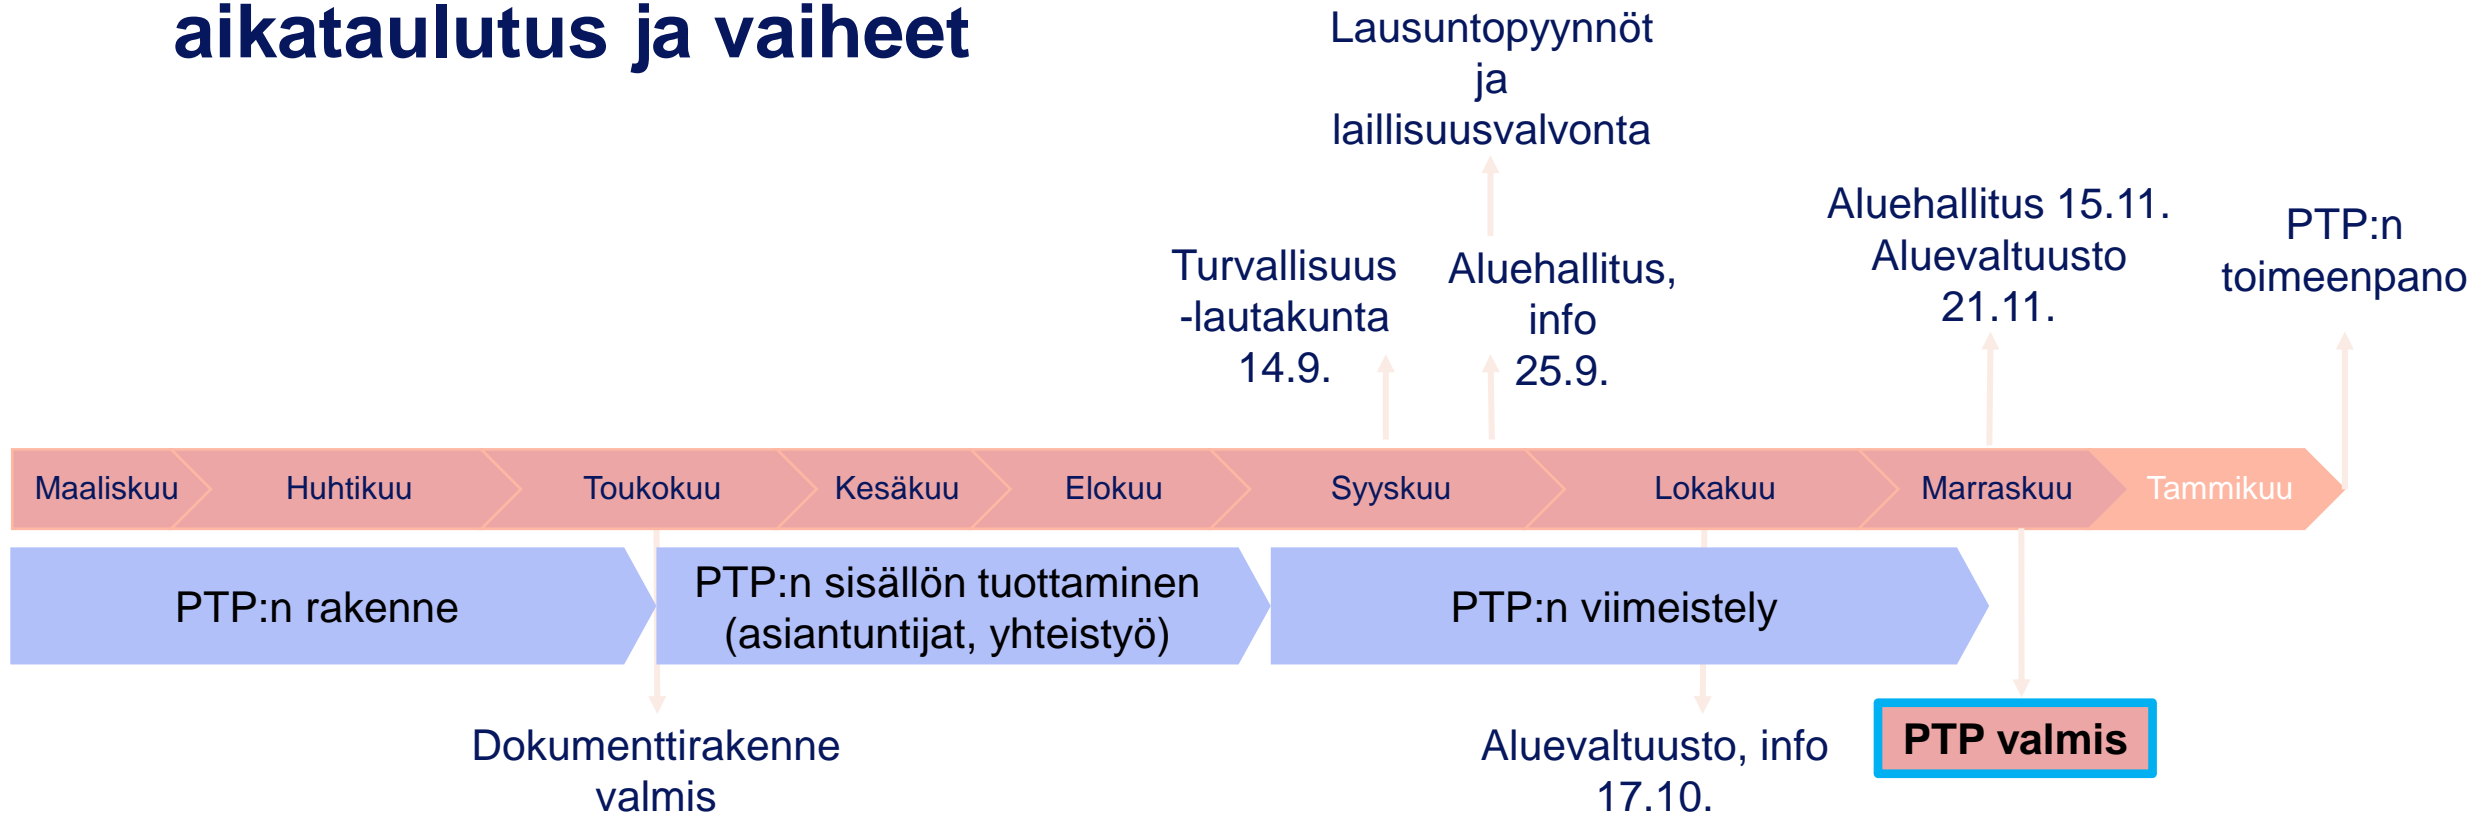 aikataulutus ja vaiheet
Lausuntopyynnöt
ja
laillisuusvalvonta
Turvallisuus
-lautakunta
14.9.
Aluehallitus,
info
25.9.
Aluehallitus 15.11.
Aluevaltuusto
21.11.
PTP:n
toimeenpano
Maaliskuu
Huhtikuu
Toukokuu
Kesäkuu
Elokuu
Syyskuu
Lokakuu
Marraskuu
Tammikuu
PTP:n rakenne
PTP:n sisällön tuottaminen
(asiantuntijat, yhteistyö)
PTP:n viimeistely
Dokumenttirakenne
valmis
Aluevaltuusto, info
17.10.
PTP valmis